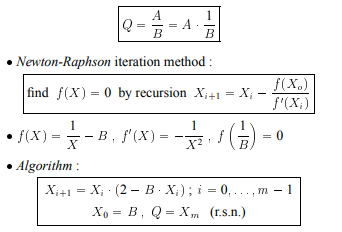 Q = A/B = A · 1/B
• Newton-Raphson iteration method :
find f(X) = 0 by recursion X_{i+1} = X_i − f(X_o)/f′(X_i)
• f(X) = 1/X − B , f′(X) = − 1/X² , f (1/B) = 0
• Algorithm :
X_{i+1} = X_i · (2 − B · X_i) ; i = 0, . . . , m − 1
X_0 = B , Q = X_m (r.s.n.)